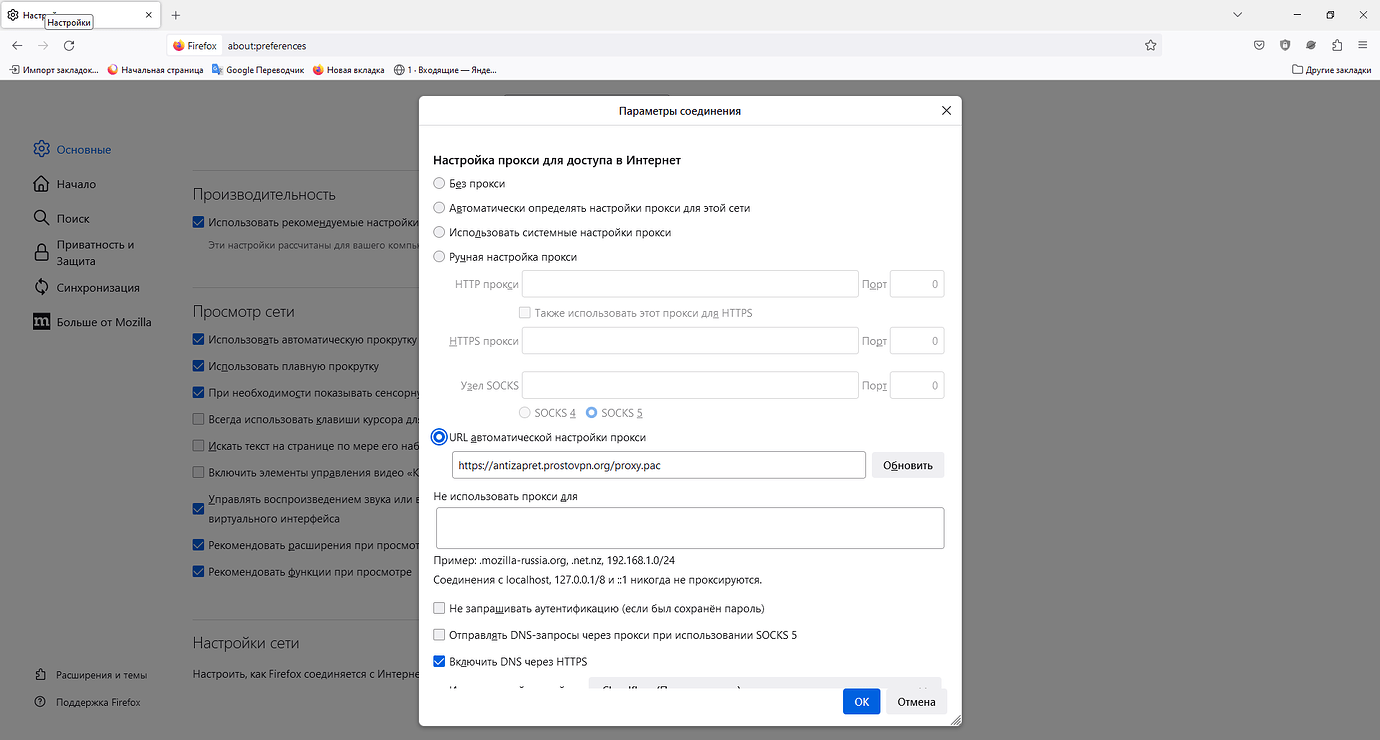 Настр
Настройки
Firefox
about:preferences
Импорт закладок...
Начальная страница
Google Переводчик
Новая вкладка
1 · Входящие — Янде...
Другие закладки
Основные
Начало
Поиск
Приватность и
Защита
Синхронизация
Больше от Mozilla
Расширения и темы
Поддержка Firefox
Производительность
Использовать рекомендуемые настройки
Эти настройки рассчитаны для вашего компь
Просмотр сети
Использовать автоматическую прокрутку
Использовать плавную прокрутку
При необходимости показывать сенсорну
Всегда использовать клавиши курсора дл
Искать текст на странице по мере его наб
Включить элементы управления видео «К
Управлять воспроизведением звука или в
виртуального интерфейса
Рекомендовать расширения при просмот
Рекомендовать функции при просмотре
Настройки сети
Настроить, как Firefox соединяется с Интерне
Параметры соединения
Настройка прокси для доступа в Интернет
Без прокси
Автоматически определять настройки прокси для этой сети
Использовать системные настройки прокси
Ручная настройка прокси
HTTP прокси
Порт
0
Также использовать этот прокси для HTTPS
HTTPS прокси
Порт
0
Узел SOCKS
Порт
0
SOCKS 4
SOCKS 5
URL автоматической настройки прокси
https://antizapret.prostovpn.org/proxy.pac
Обновить
Не использовать прокси для
Пример: .mozilla-russia.org, .net.nz, 192.168.1.0/24
Соединения с localhost, 127.0.0.1/8 и ::1 никогда не проксируются.
Не запрашивать аутентификацию (если был сохранён пароль)
Отправлять DNS-запросы через прокси при использовании SOCKS 5
Включить DNS через HTTPS
OK
Отмена